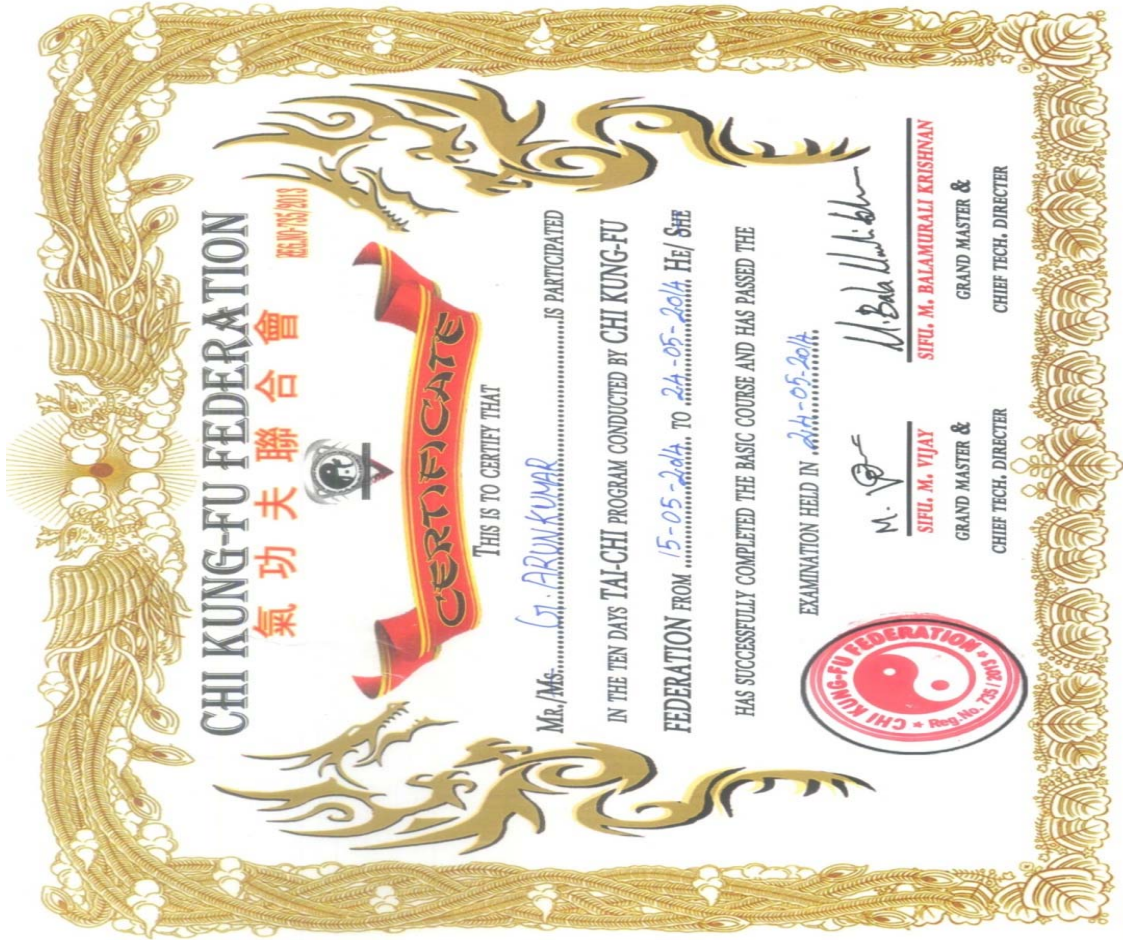 CHI KUNG-FU FEDERATION
氣功夫聯合會
REG.NO-735/2013
CERTIFICATE
THIS IS TO CERTIFY THAT
MR./MS. G. ARUNKUMAR IS PARTICIPATED
IN THE TEN DAYS TAI-CHI PROGRAM CONDUCTED BY CHI KUNG-FU
FEDERATION FROM 15-05-2014 TO 24-05-2014 HE/ SHE
HAS SUCCESSFULLY COMPLETED THE BASIC COURSE AND HAS PASSED THE
EXAMINATION HELD IN 24-05-2014
CHI KUNG-FU FEDERATION
Reg.No. 735 / 2013
M.
SIFU. M. VIJAY
GRAND MASTER &
CHIEF TECH. DIRECTER
M. Bala Murali
SIFU. M. BALAMURALI KRISHNAN
GRAND MASTER &
CHIEF TECH. DIRECTER